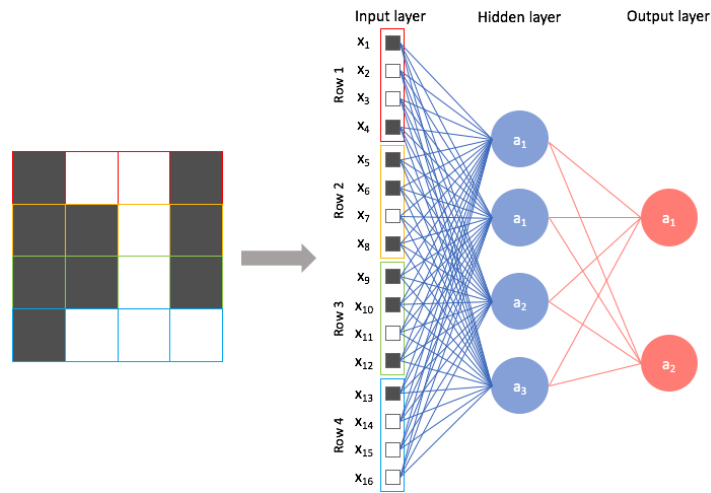 Input layer
Hidden layer
Output layer
Row 1
x1
x2
x3
x4
Row 2
x5
x6
x7
x8
Row 3
x9
x10
x11
x12
Row 4
x13
x14
x15
x16
a1
a1
a2
a3
a1
a2